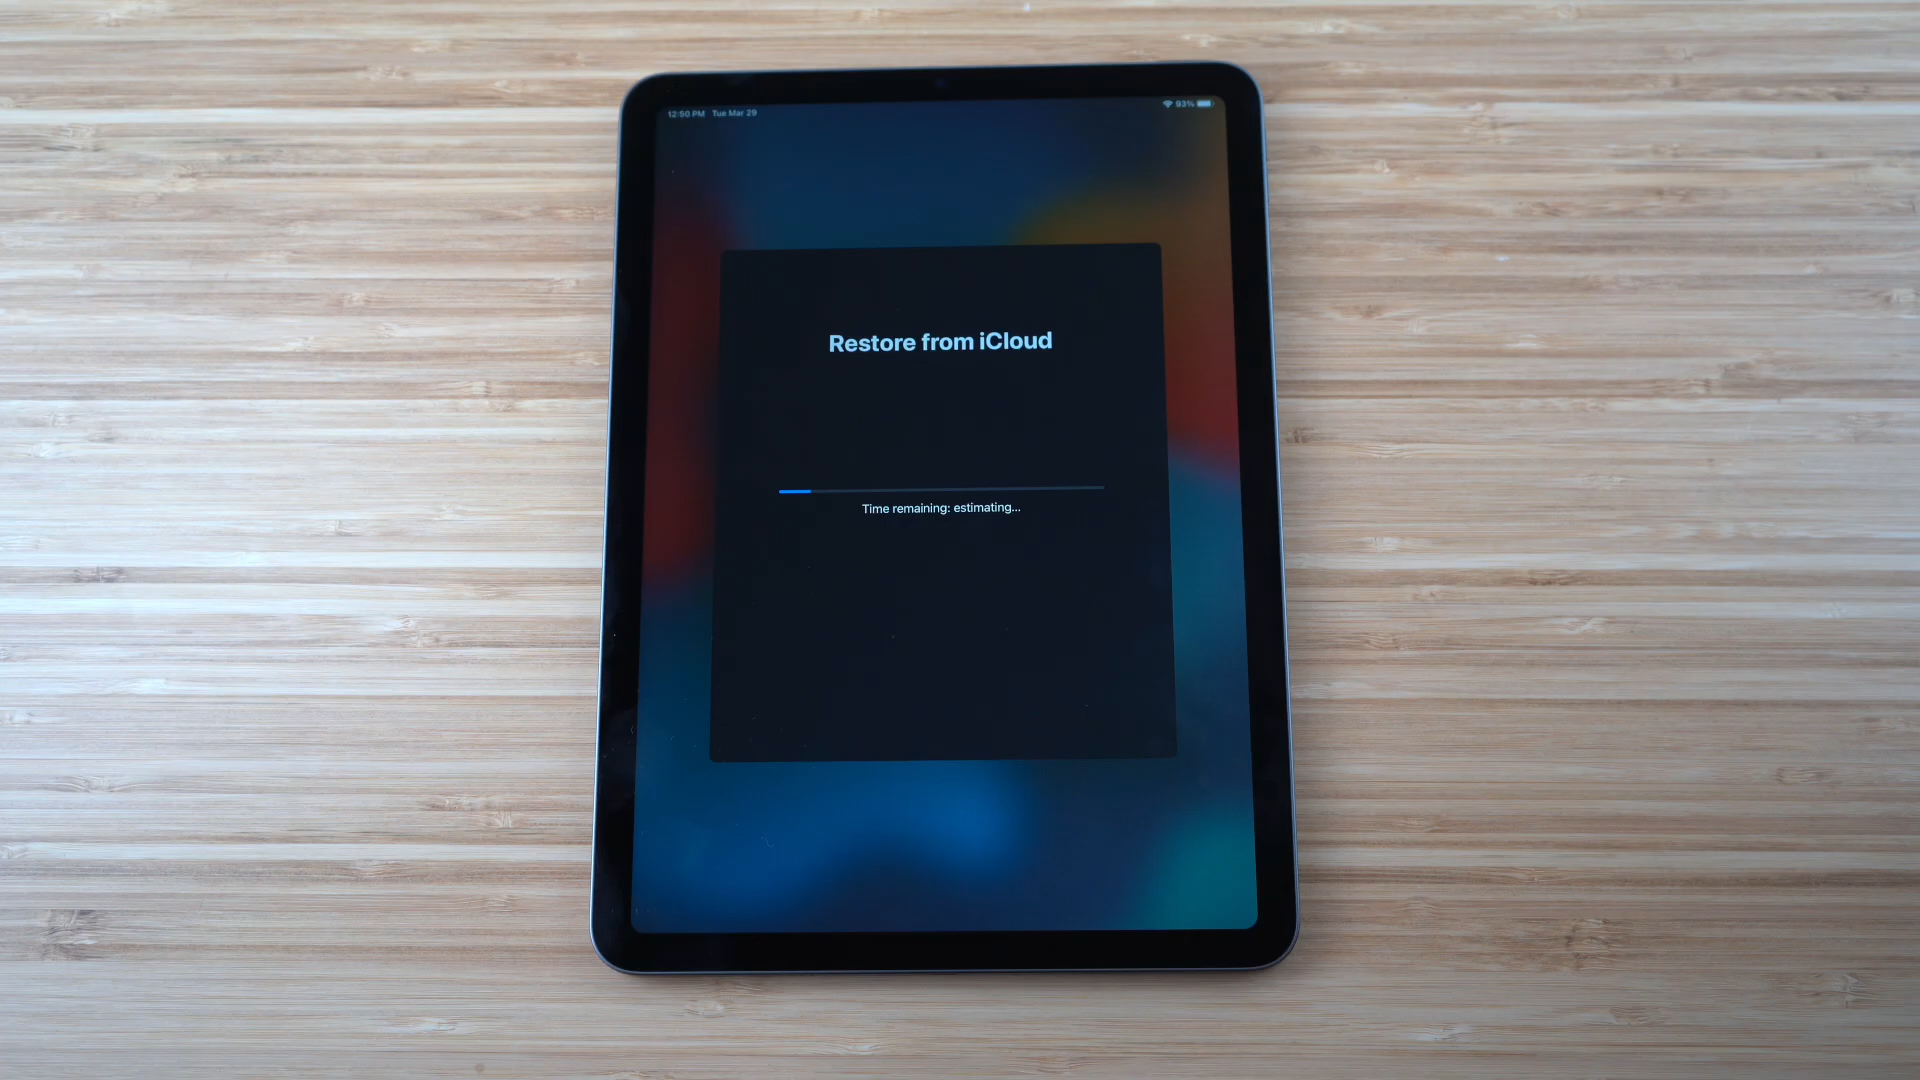 12:50 PM Tue Mar 29
93%
Restore from iCloud
Time remaining: estimating...